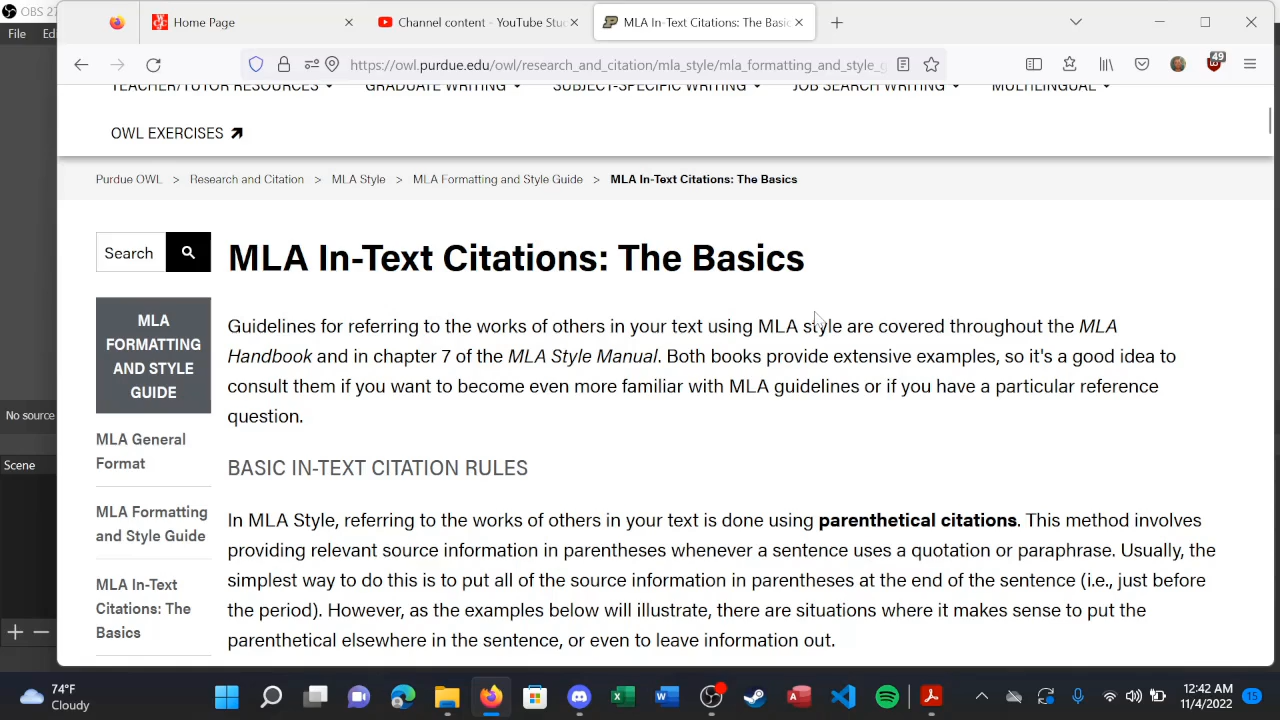 OBS 27
File Edi
Home Page
Channel content - YouTube Stu
MLA In-Text Citations: The Basic
https://owl.purdue.edu/owl/research_and_citation/mla_style/mla_formatting_and_style_g
49
TEACHER/TUTOR RESOURCES GRADUATE WRITING SUBJECT-SPECIFIC WRITING JOB SEARCH WRITING MULTILINGUAL
OWL EXERCISES
Purdue OWL > Research and Citation > MLA Style > MLA Formatting and Style Guide > MLA In-Text Citations: The Basics
Search
MLA In-Text Citations: The Basics
MLA
FORMATTING
AND STYLE
GUIDE
MLA General
Format
MLA Formatting
and Style Guide
MLA In-Text
Citations: The
Basics
Guidelines for referring to the works of others in your text using MLA style are covered throughout the MLA
Handbook and in chapter 7 of the MLA Style Manual. Both books provide extensive examples, so it's a good idea to
consult them if you want to become even more familiar with MLA guidelines or if you have a particular reference
question.
BASIC IN-TEXT CITATION RULES
In MLA Style, referring to the works of others in your text is done using parenthetical citations. This method involves
providing relevant source information in parentheses whenever a sentence uses a quotation or paraphrase. Usually, the
simplest way to do this is to put all of the source information in parentheses at the end of the sentence (i.e., just before
the period). However, as the examples below will illustrate, there are situations where it makes sense to put the
parenthetical elsewhere in the sentence, or even to leave information out.
No source
Scene
74°F
Cloudy
12:42 AM
11/4/2022
15